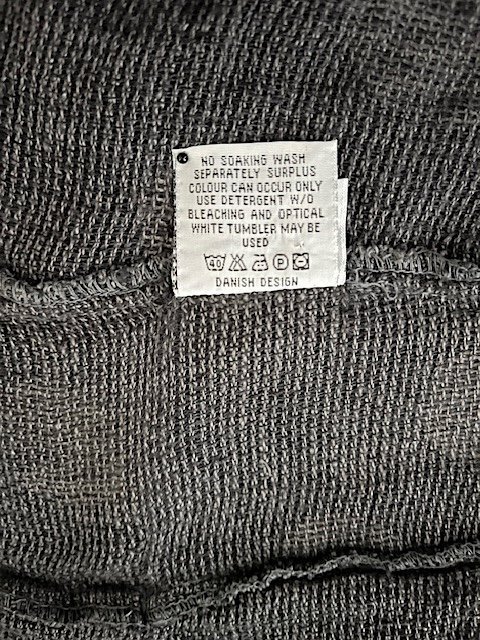 NO SOAKING WASH
SEPARATELY SURPLUS
COLOUR CAN OCCUR ONLY
USE DETERGENT W/O
BLEACHING AND OPTICAL
WHITE TUMBLER MAY BE
USED
40 P
DANISH DESIGN